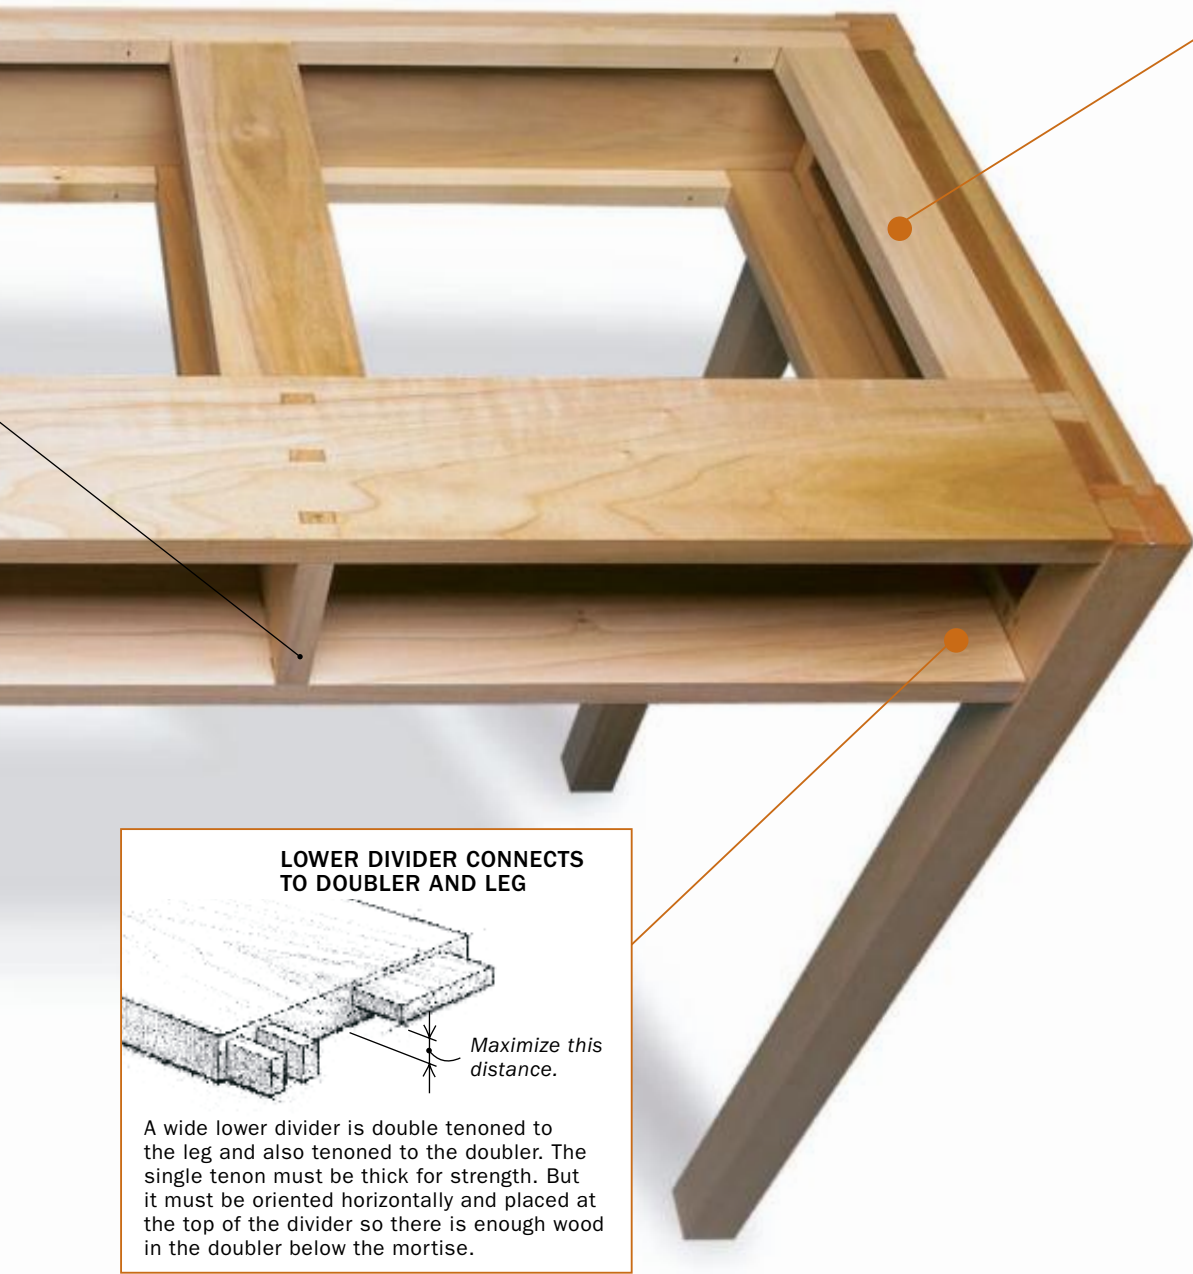 LOWER DIVIDER CONNECTS
TO DOUBLER AND LEG
Maximize this
distance.
A wide lower divider is double tenoned to
the leg and also tenoned to the doubler. The
single tenon must be thick for strength. But
it must be oriented horizontally and placed at
the top of the divider so there is enough wood
in the doubler below the mortise.